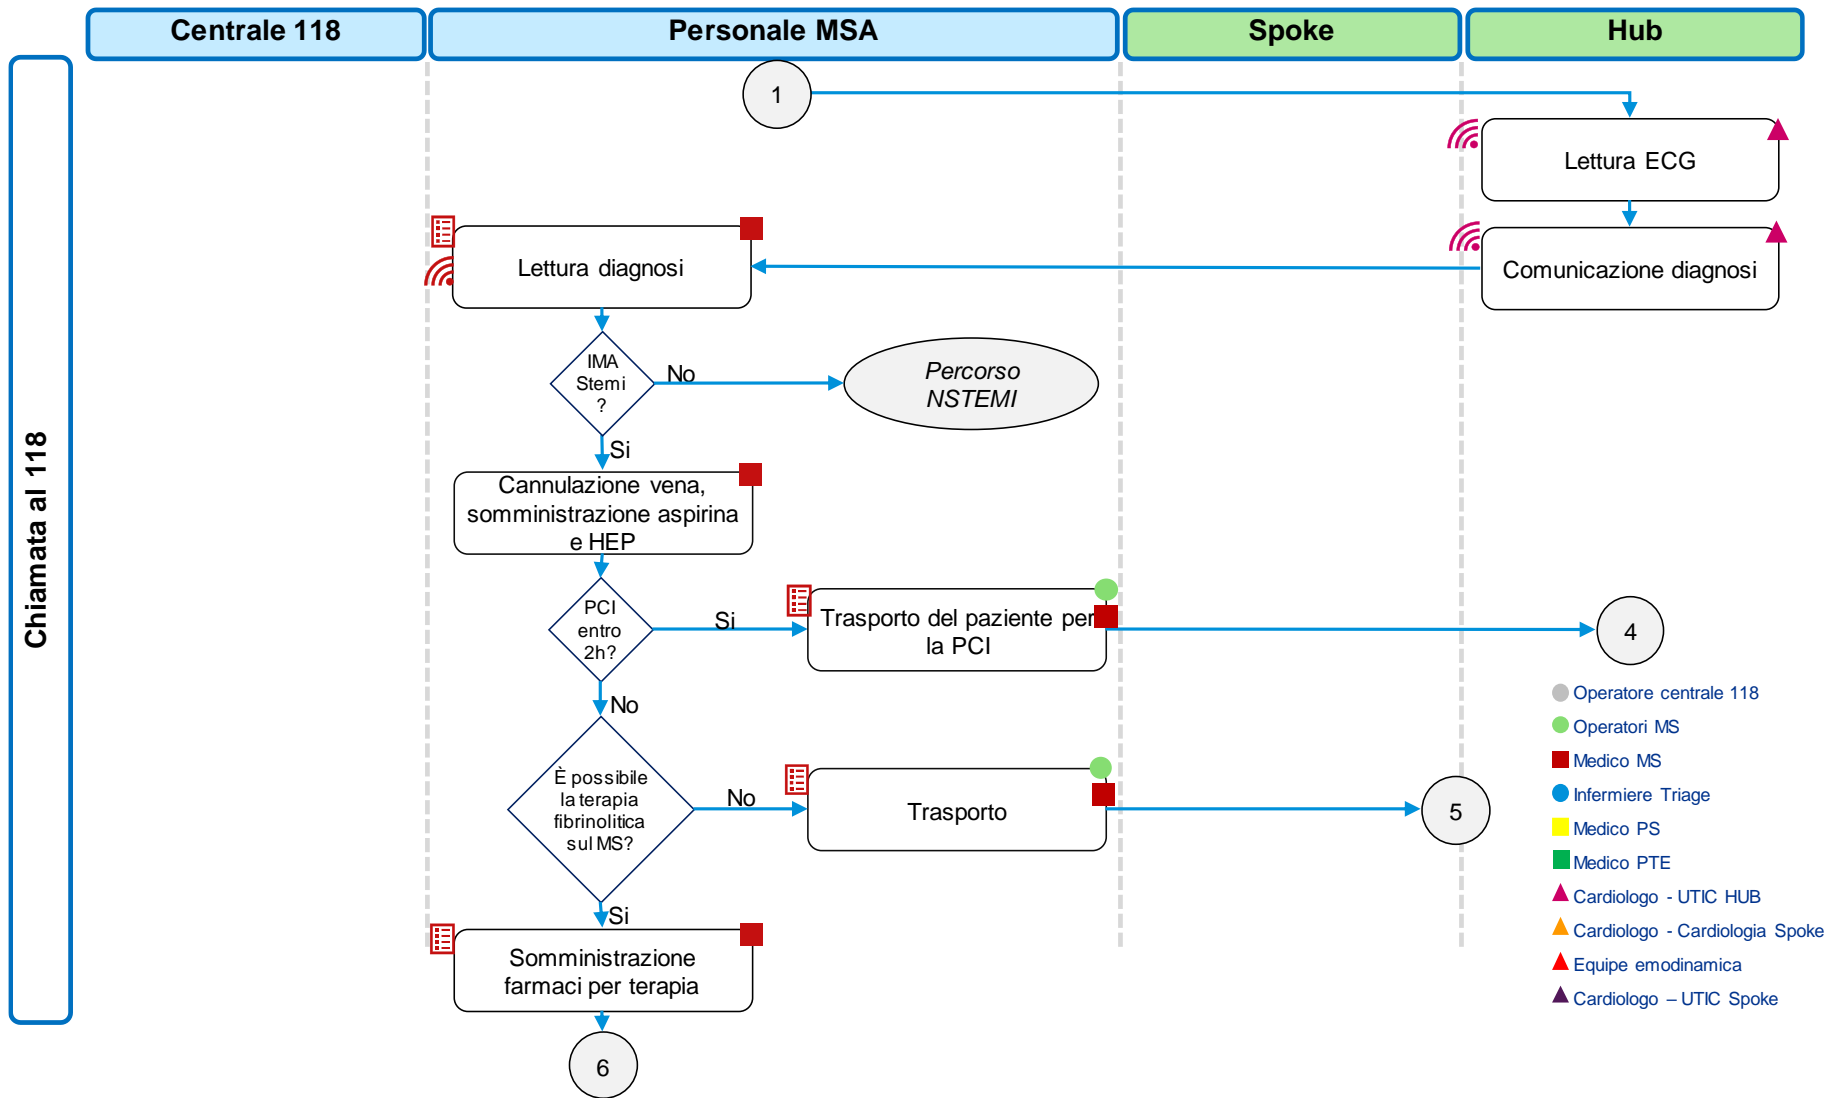 Centrale 118
Personale MSA
Spoke
Hub
Chiamata al 118
1
Lettura ECG
Lettura diagnosi
Comunicazione diagnosi
IMA
Stemi
?
No
Percorso
NSTEMI
Si
Cannulazione vena,
somministrazione aspirina
e HEP
PCI
entro
2h?
Si
Trasporto del paziente per
la PCI
4
No
Operatore centrale 118
Operatori MS
Medico MS
Infermiere Triage
Medico PS
Medico PTE
Cardiologo - UTIC HUB
Cardiologo - Cardiologia Spoke
Equipe emodinamica
Cardiologo – UTIC Spoke
È possibile
la terapia
fibrinolitica
sul MS?
No
Trasporto
5
Si
Somministrazione
farmaci per terapia
6